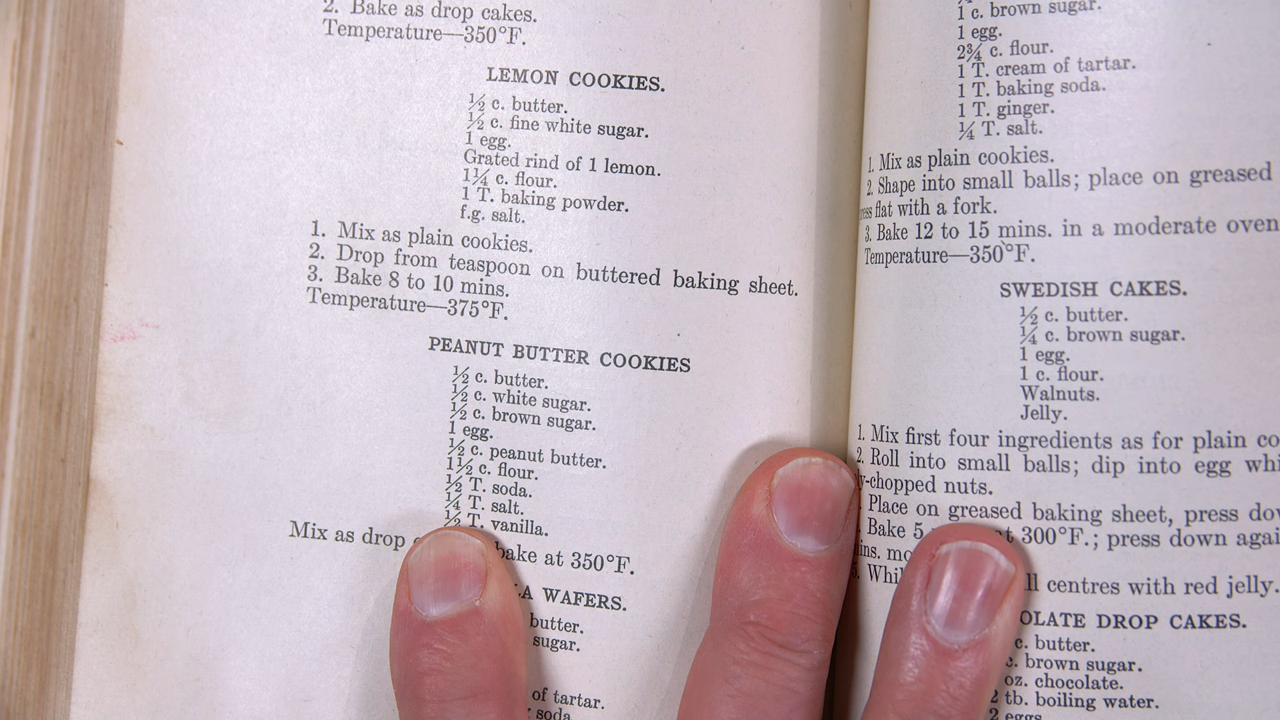 2. Bake as drop cakes.
Temperature—350°F.
LEMON COOKIES.
½ c. butter.
½ c. fine white sugar.
1 egg.
Grated rind of 1 lemon.
1¼ c. flour.
1 T. baking powder.
f.g. salt.
1. Mix as plain cookies.
2. Drop from teaspoon on buttered baking sheet.
3. Bake 8 to 10 mins.
Temperature—375°F.
PEANUT BUTTER COOKIES
½ c. butter.
½ c. white sugar.
½ c. brown sugar.
1 egg.
½ c. peanut butter.
1½ c. flour.
½ T. soda.
¼ T. salt.
½ T. vanilla.
Mix as drop bake at 350°F.
WAFERS.
butter.
sugar.
of tartar.
soda
1 c. brown sugar.
1 egg.
2¾ c. flour.
1 T. cream of tartar.
1 T. baking soda.
1 T. ginger.
¼ T. salt.
1. Mix as plain cookies.
2. Shape into small balls; place on greased
flat with a fork.
3. Bake 12 to 15 mins. in a moderate oven
Temperature—350°F.
SWEDISH CAKES.
½ c. butter.
¼ c. brown sugar.
1 egg.
1 c. flour.
Walnuts.
Jelly.
1. Mix first four ingredients as for plain co
2. Roll into small balls; dip into egg whi
y-chopped nuts.
Place on greased baking sheet, press dow
Bake 5 at 300°F.; press down agai
ins. mo
Whil ll centres with red jelly.
OLATE DROP CAKES.
c. butter.
c. brown sugar.
oz. chocolate.
2 tb. boiling water.
2 eggs